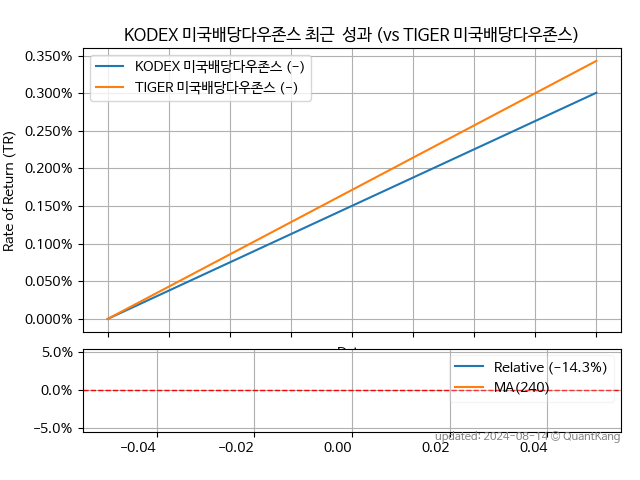 KODEX 미국배당다우존스 최근 성과 (vs TIGER 미국배당다우존스)
0.350%
0.300%
0.250%
0.200%
0.150%
0.100%
0.050%
0.000%
Rate of Return (TR)
KODEX 미국배당다우존스 (-)
TIGER 미국배당다우존스 (-)
5.0%
0.0%
-5.0%
Relative (-14.3%)
MA(240)
-0.04
-0.02
0.00
0.02
0.04
updated: 2024-08-14 © QuantKang